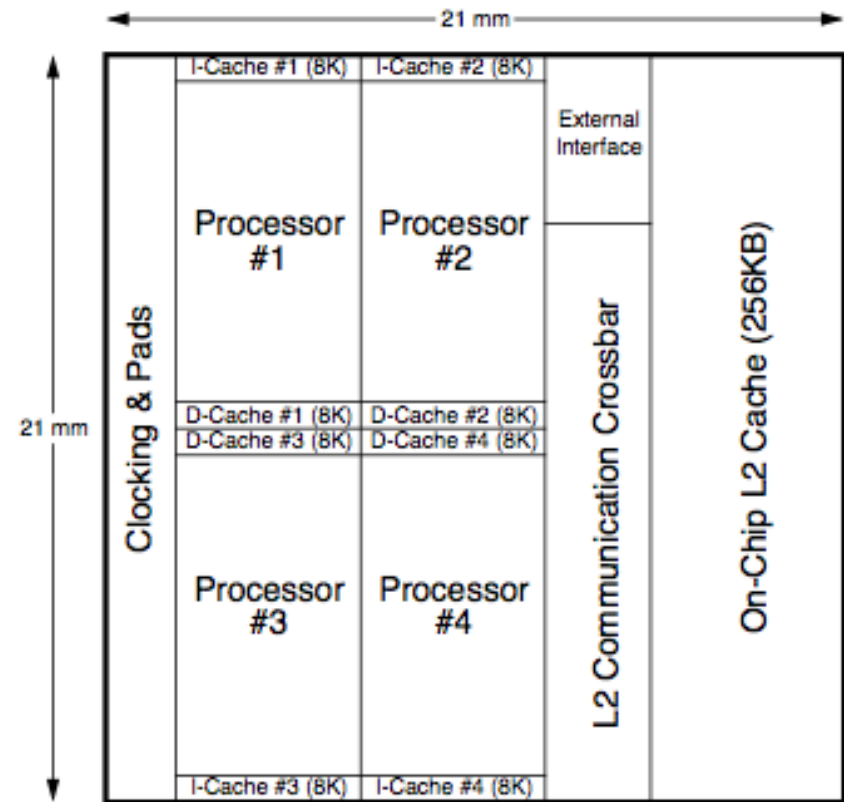 21 mm
I-Cache #1 (8K)
I-Cache #2 (8K)
External
Interface
Processor
#1
Processor
#2
21 mm
Clocking & Pads
D-Cache #1 (8K)
D-Cache #2 (8K)
D-Cache #3 (8K)
D-Cache #4 (8K)
L2 Communication Crossbar
On-Chip L2 Cache (256KB)
Processor
#3
Processor
#4
I-Cache #3 (8K)
I-Cache #4 (8K)